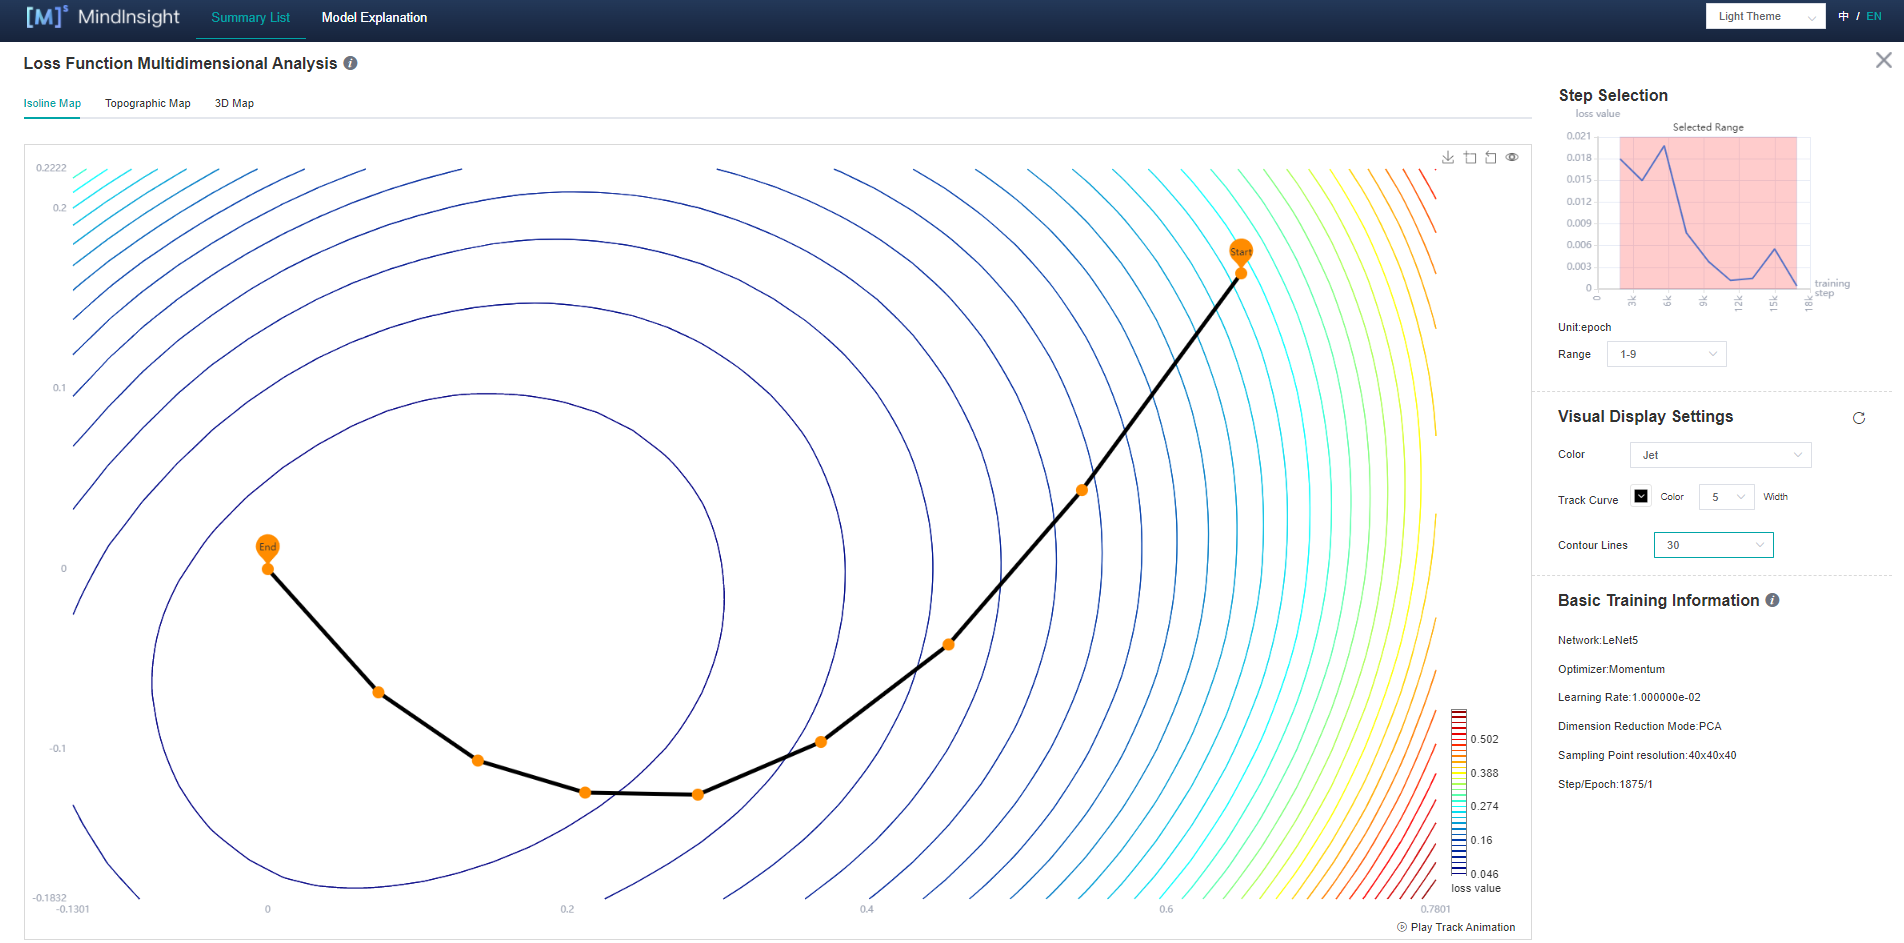 [M]s MindInsight Summary List Model Explanation Light Theme 中 / EN
Loss Function Multidimensional Analysis
Isoline Map Topographic Map 3D Map
0.2222
0.2
0.1
0
-0.1
-0.1832
-0.1301 0 0.2 0.4 0.6 0.7801
Start
End
0.502
0.388
0.274
0.16
0.046
loss value
Play Track Animation
Step Selection
loss value
Selected Range
0.021
0.018
0.015
0.012
0.009
0.006
0.003
0
0 3k 6k 9k 12k 15k 18k
training
step
Unit:epoch
Range 1-9
Visual Display Settings
Color Jet
Track Curve Color 5 Width
Contour Lines 30
Basic Training Information
Network:LeNet5
Optimizer:Momentum
Learning Rate:1.000000e-02
Dimension Reduction Mode:PCA
Sampling Point resolution:40x40x40
Step/Epoch:1875/1